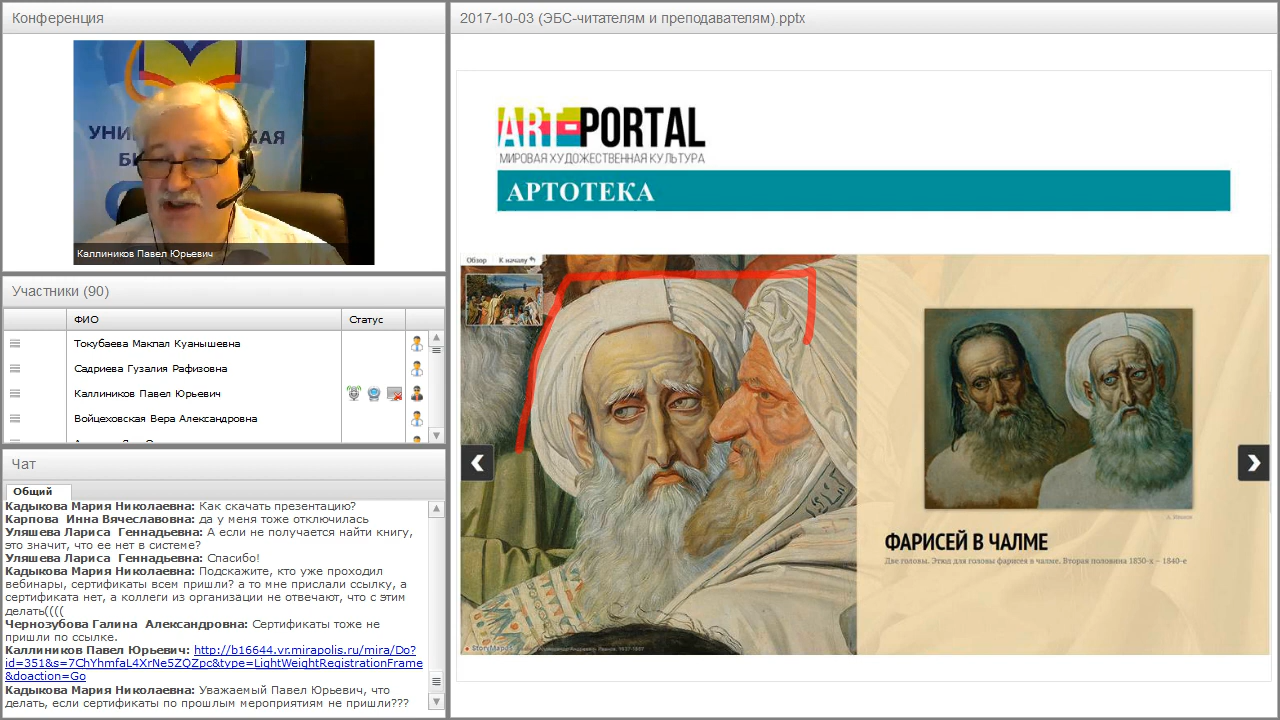 Конференция
УНИ КАЯ
БИ
Каллиников Павел Юрьевич
Участники (90)
ФИО Статус
Токубаева Макпал Куанышевна
Садриева Гузалия Рафизовна
Каллиников Павел Юрьевич
Войцеховская Вера Александровна
Чат
Общий
Кадыкова Мария Николаевна: Как скачать презентацию?
Карпова Инна Вячеславовна: да у меня тоже отключилась
Уляшева Лариса Геннадьевна: А если не получается найти книгу,
это значит, что ее нет в системе?
Уляшева Лариса Геннадьевна: Спасибо!
Кадыкова Мария Николаевна: Подскажите, кто уже проходил
вебинары, сертификаты всем пришли? а то мне прислали ссылку, а
сертификата нет, а коллеги из организации не отвечают, что с этим
делать((((
Чернозубова Галина Александровна: Сертификаты тоже не
пришли по ссылке.
Каллиников Павел Юрьевич: http://b16644.vr.mirapolis.ru/mira/Do?
id=351&s=7ChYhmfaL4XrNe5ZQZpc&type=LightWeightRegistrationFrame
&doaction=Go
Кадыкова Мария Николаевна: Уважаемый Павел Юрьевич, что
делать, если сертификаты по прошлым мероприятиям не пришли???
2017-10-03 (ЭБС-читателям и преподавателям).pptx
ART-PORTAL
МИРОВАЯ ХУДОЖЕСТВЕННАЯ КУЛЬТУРА
АРТОТЕКА
Обзор К началу
А. Иванов
ФАРИСЕЙ В ЧАЛМЕ
Две головы. Этюд для головы фарисея в чалме. Вторая половина 1830-х – 1840-е
StoryMapJS